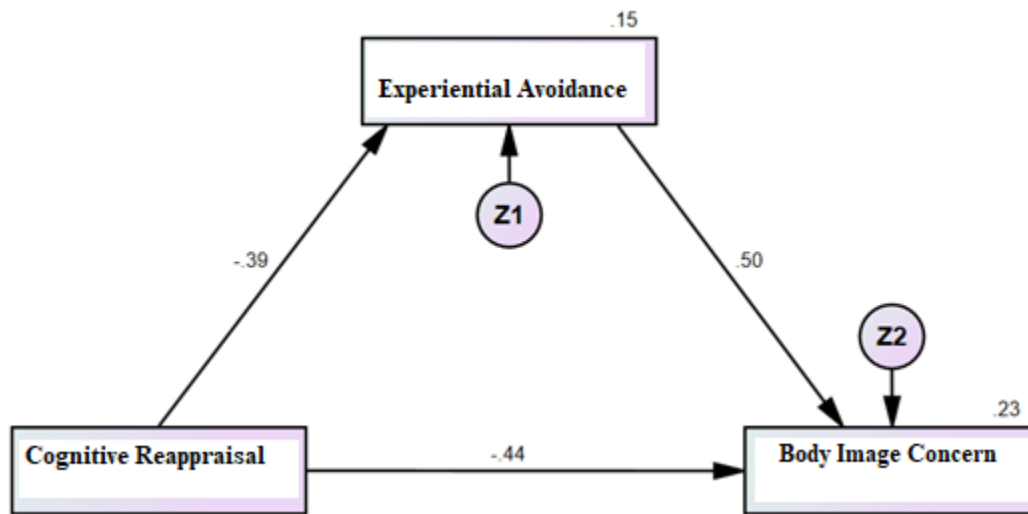 .15
Experiential Avoidance
Z1
-.39
.50
Z2
.23
Cognitive Reappraisal
-.44
Body Image Concern